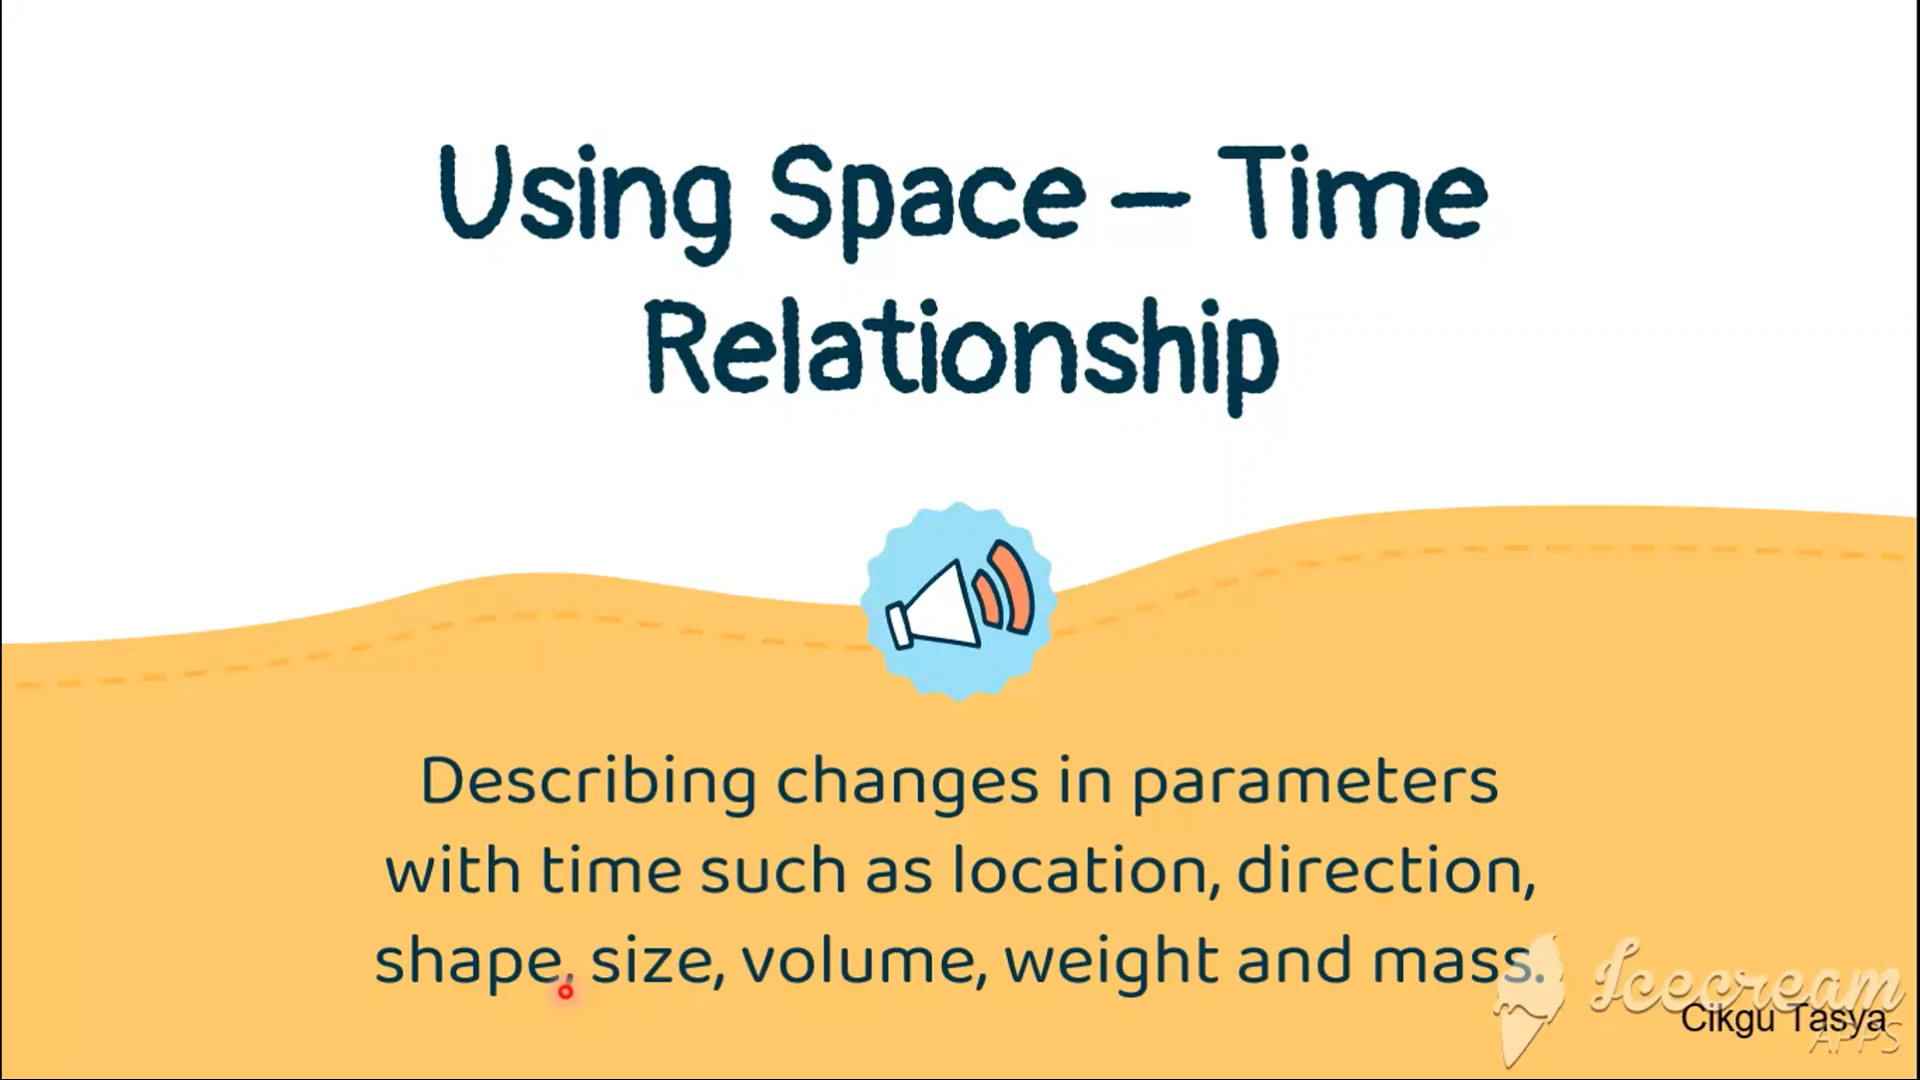 Using Space – Time
Relationship
Describing changes in parameters
with time such as location, direction,
shape, size, volume, weight and mass.
Icecream
APPS
Cikgu Tasya